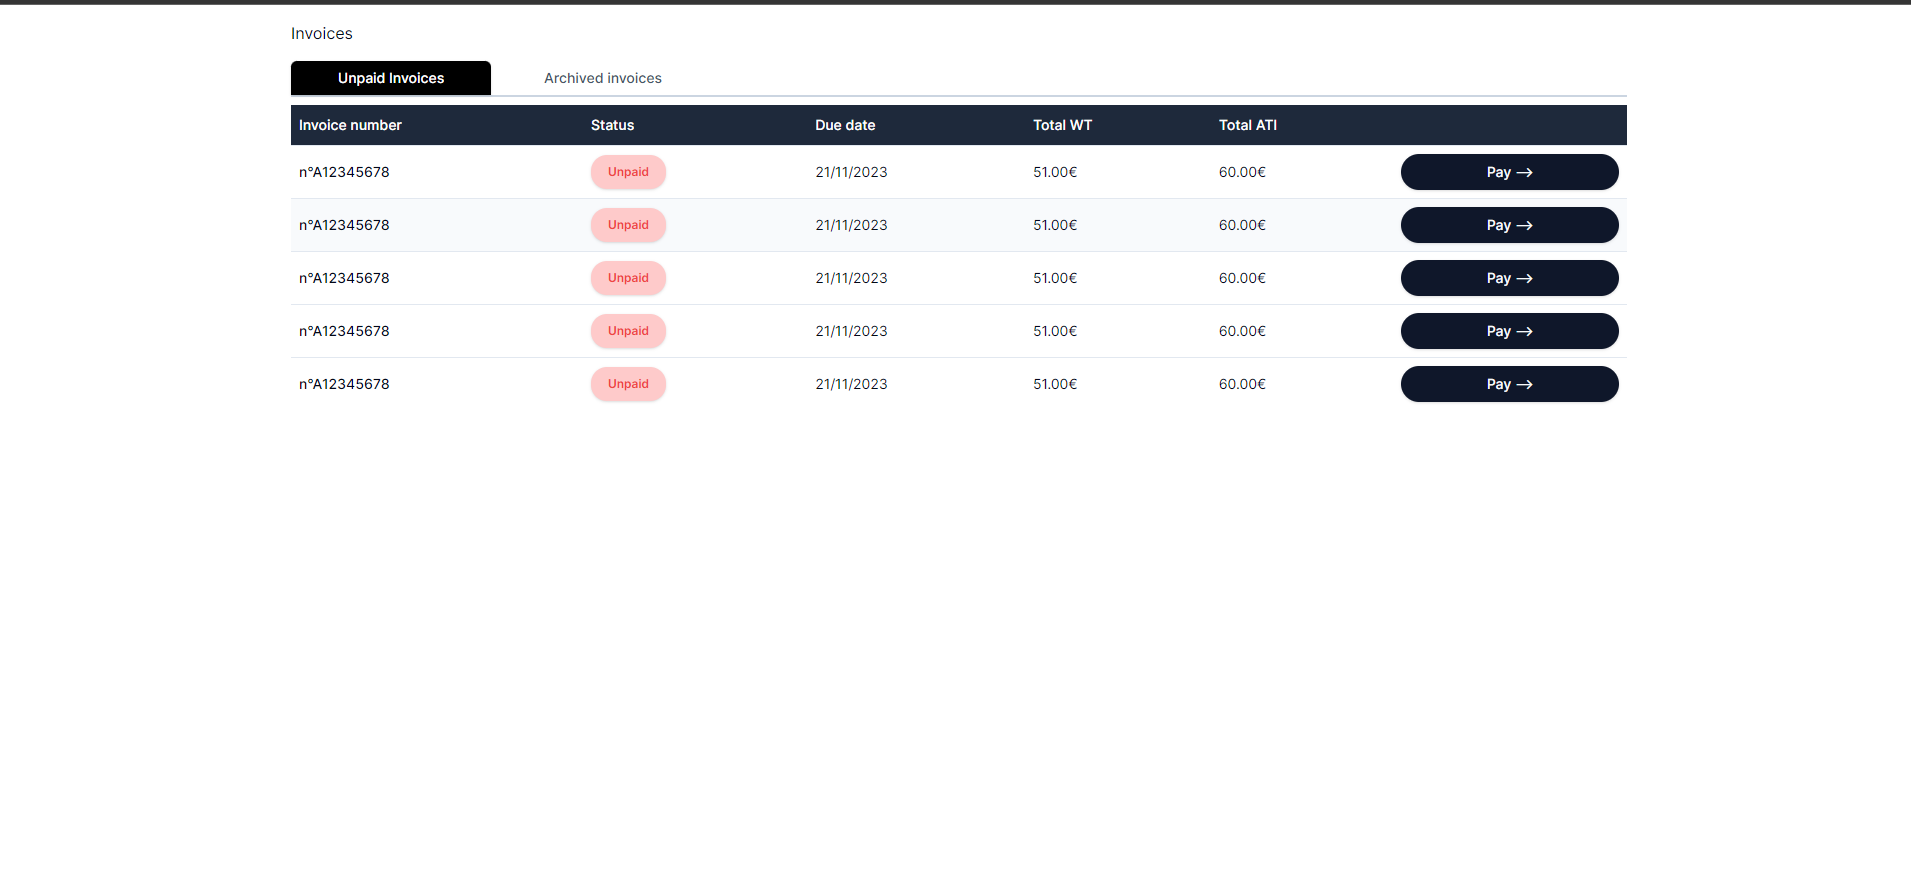 Invoices
Unpaid Invoices Archived invoices
Invoice number Status Due date Total WT Total ATI
n°A12345678 Unpaid 21/11/2023 51.00€ 60.00€ Pay →
n°A12345678 Unpaid 21/11/2023 51.00€ 60.00€ Pay →
n°A12345678 Unpaid 21/11/2023 51.00€ 60.00€ Pay →
n°A12345678 Unpaid 21/11/2023 51.00€ 60.00€ Pay →
n°A12345678 Unpaid 21/11/2023 51.00€ 60.00€ Pay →